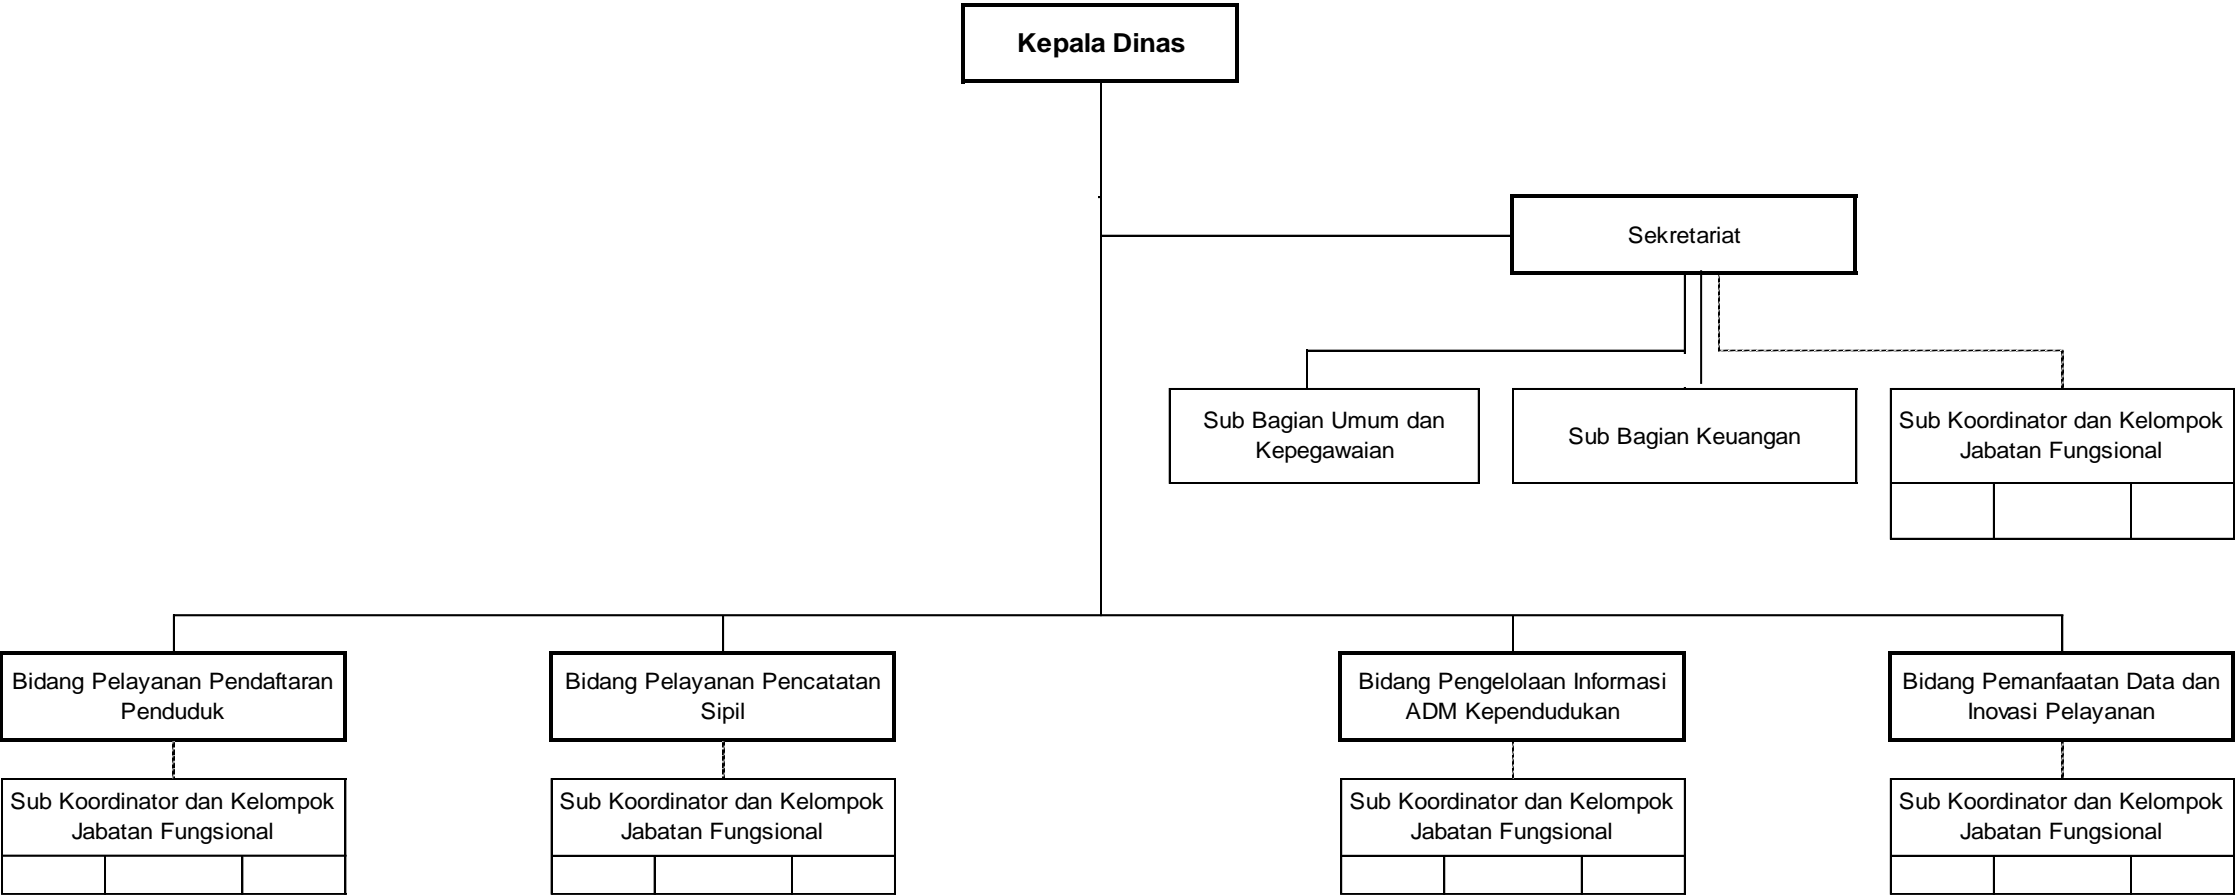 Kepala Dinas
Sekretariat
Sub Bagian Umum dan
Kepegawaian
Sub Bagian Keuangan
Sub Koordinator dan Kelompok
Jabatan Fungsional
Bidang Pelayanan Pendaftaran
Penduduk
Bidang Pelayanan Pencatatan
Sipil
Bidang Pengelolaan Informasi
ADM Kependudukan
Bidang Pemanfaatan Data dan
Inovasi Pelayanan
Sub Koordinator dan Kelompok
Jabatan Fungsional
Sub Koordinator dan Kelompok
Jabatan Fungsional
Sub Koordinator dan Kelompok
Jabatan Fungsional
Sub Koordinator dan Kelompok
Jabatan Fungsional